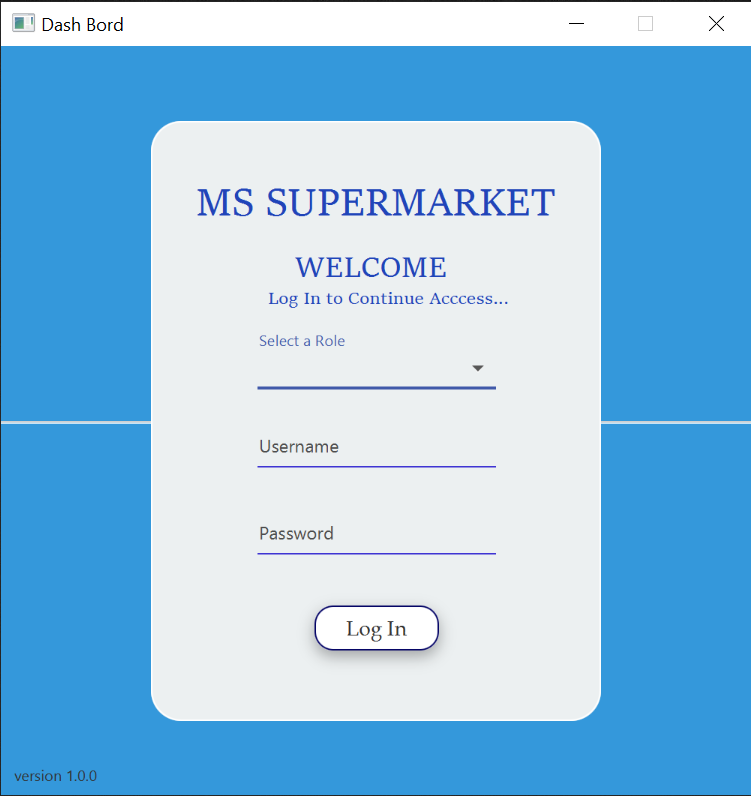 Dash Bord
MS SUPERMARKET
WELCOME
Log In to Continue Acccess...
Select a Role
Username
Password
Log In
version 1.0.0